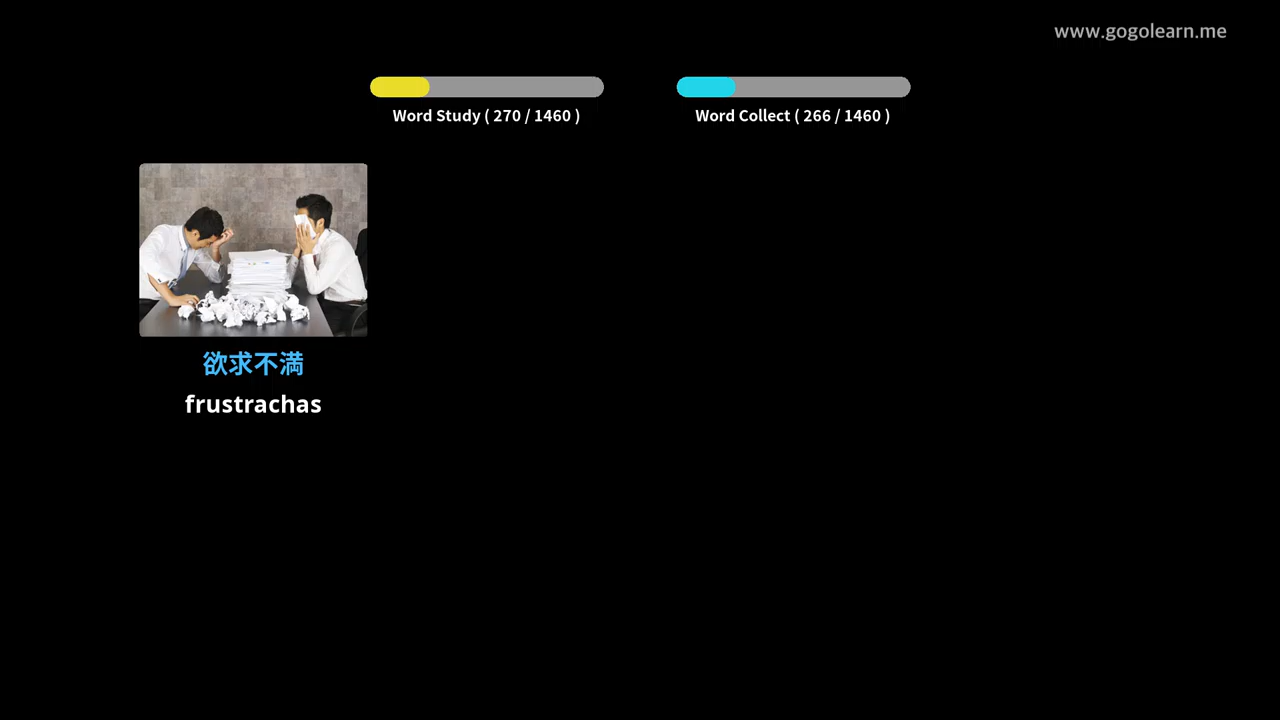 www.gogolearn.me
Word Study ( 270 / 1460 )
Word Collect ( 266 / 1460 )
欲求不満
frustrachas